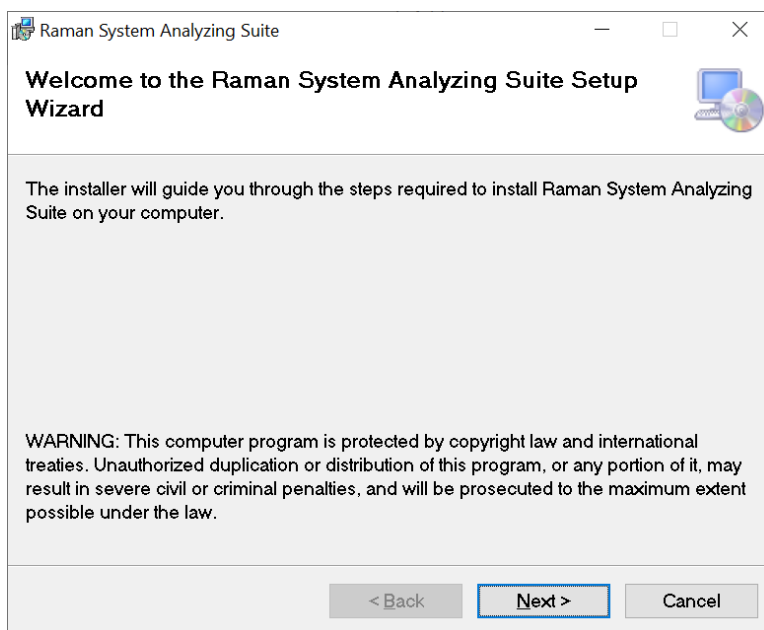 Raman System Analyzing Suite
Welcome to the Raman System Analyzing Suite Setup
Wizard
The installer will guide you through the steps required to install Raman System Analyzing
Suite on your computer.
WARNING: This computer program is protected by copyright law and international
treaties. Unauthorized duplication or distribution of this program, or any portion of it, may
result in severe civil or criminal penalties, and will be prosecuted to the maximum extent
possible under the law.
< Back Next > Cancel